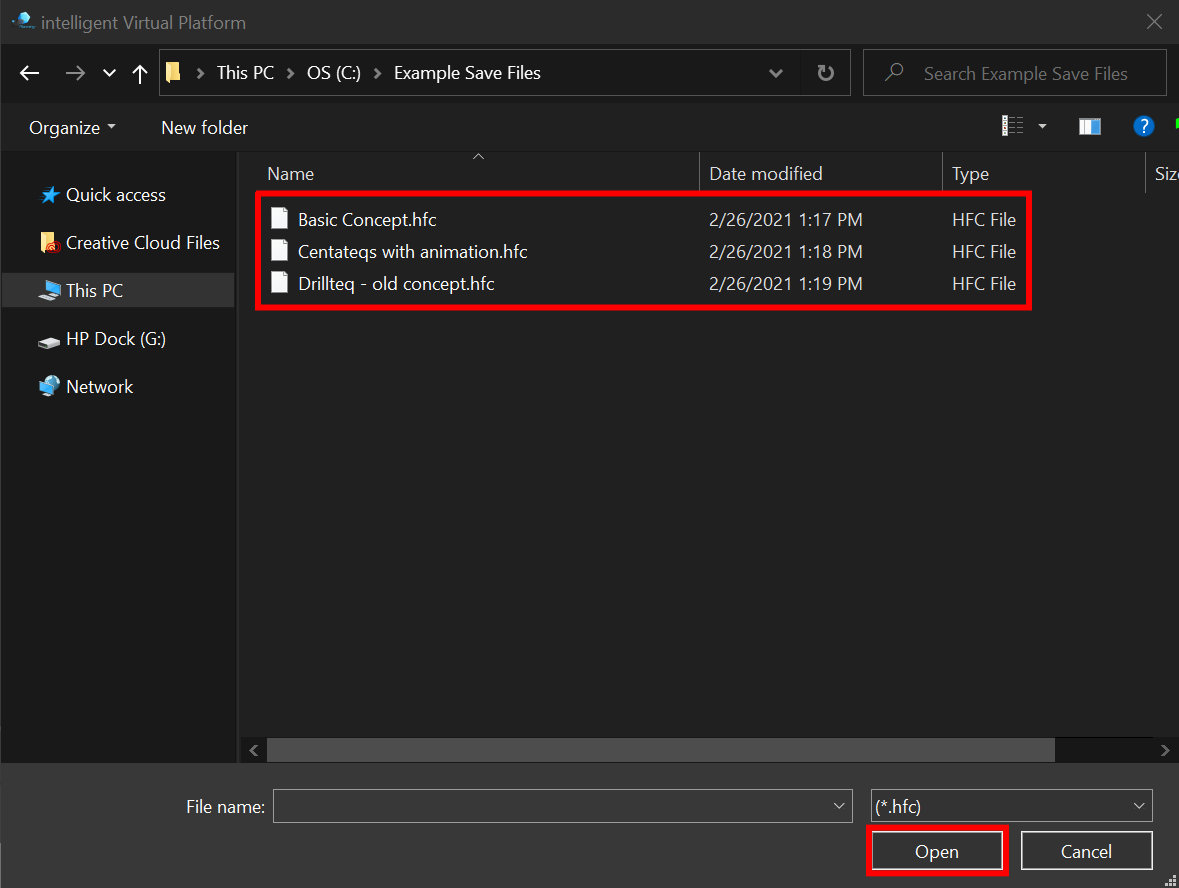 intelligent Virtual Platform
This PC > OS (C:) > Example Save Files
Search Example Save Files
Organize
New folder
?
Quick access
Creative Cloud Files
This PC
HP Dock (G:)
Network
Name Date modified Type Siz
Basic Concept.hfc 2/26/2021 1:17 PM HFC File
Centateqs with animation.hfc 2/26/2021 1:18 PM HFC File
Drillteq - old concept.hfc 2/26/2021 1:19 PM HFC File
File name:
(*.hfc)
Open
Cancel